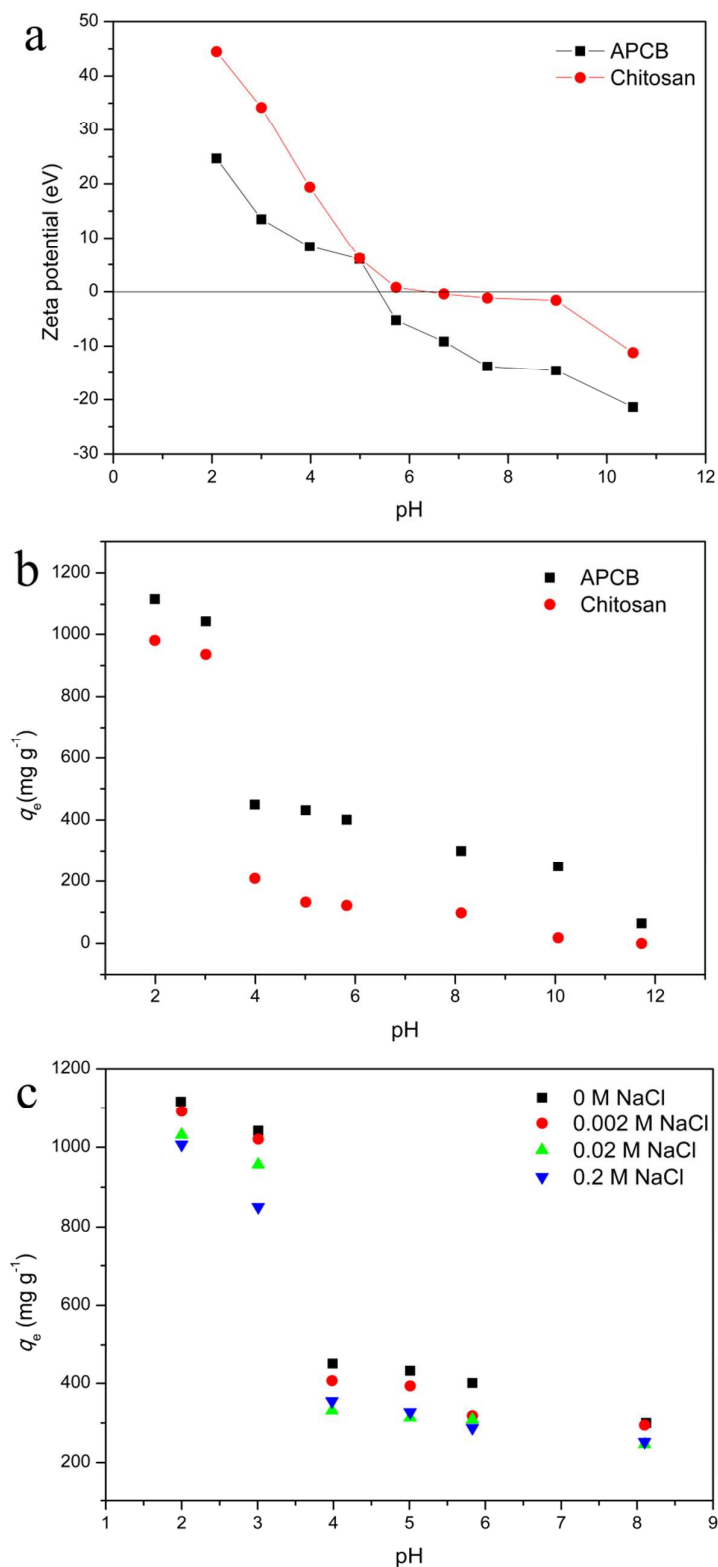 a
APCB
Chitosan
Zeta potential (eV)
50
40
30
20
10
0
-10
-20
-30
0 2 4 6 8 10 12
pH
b
APCB
Chitosan
qe (mg g-1)
1200
1000
800
600
400
200
0
2 4 6 8 10 12
pH
c
0 M NaCl
0.002 M NaCl
0.02 M NaCl
0.2 M NaCl
qe (mg g-1)
1200
1000
800
600
400
200
1 2 3 4 5 6 7 8 9
pH